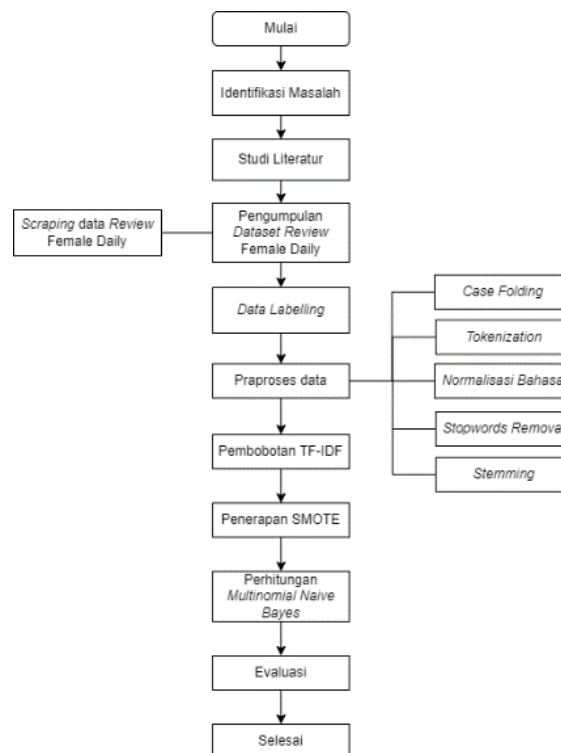 Mulai
Identifikasi Masalah
Studi Literatur
Scraping data Review
Female Daily
Pengumpulan
Dataset Review
Female Daily
Data Labelling
Praproses data
Case Folding
Tokenization
Normalisasi Bahasa
Stopwords Removal
Stemming
Pembobotan TF-IDF
Penerapan SMOTE
Perhitungan
Multinomial Naive
Bayes
Evaluasi
Selesai